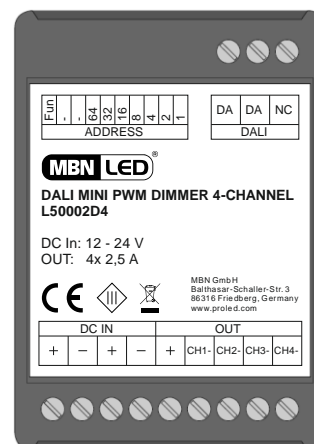 Fun - - 64 32 16 8 4 2 1
ADDRESS
DA DA NC
DALI
MBN LED®
DALI MINI PWM DIMMER 4-CHANNEL
L50002D4
DC In: 12 - 24 V
OUT: 4x 2,5 A
MBN GmbH
Balthasar-Schaller-Str. 3
86316 Friedberg, Germany
www.proled.com
CE III
DC IN
OUT
+ − + − + CH1- CH2- CH3- CH4-